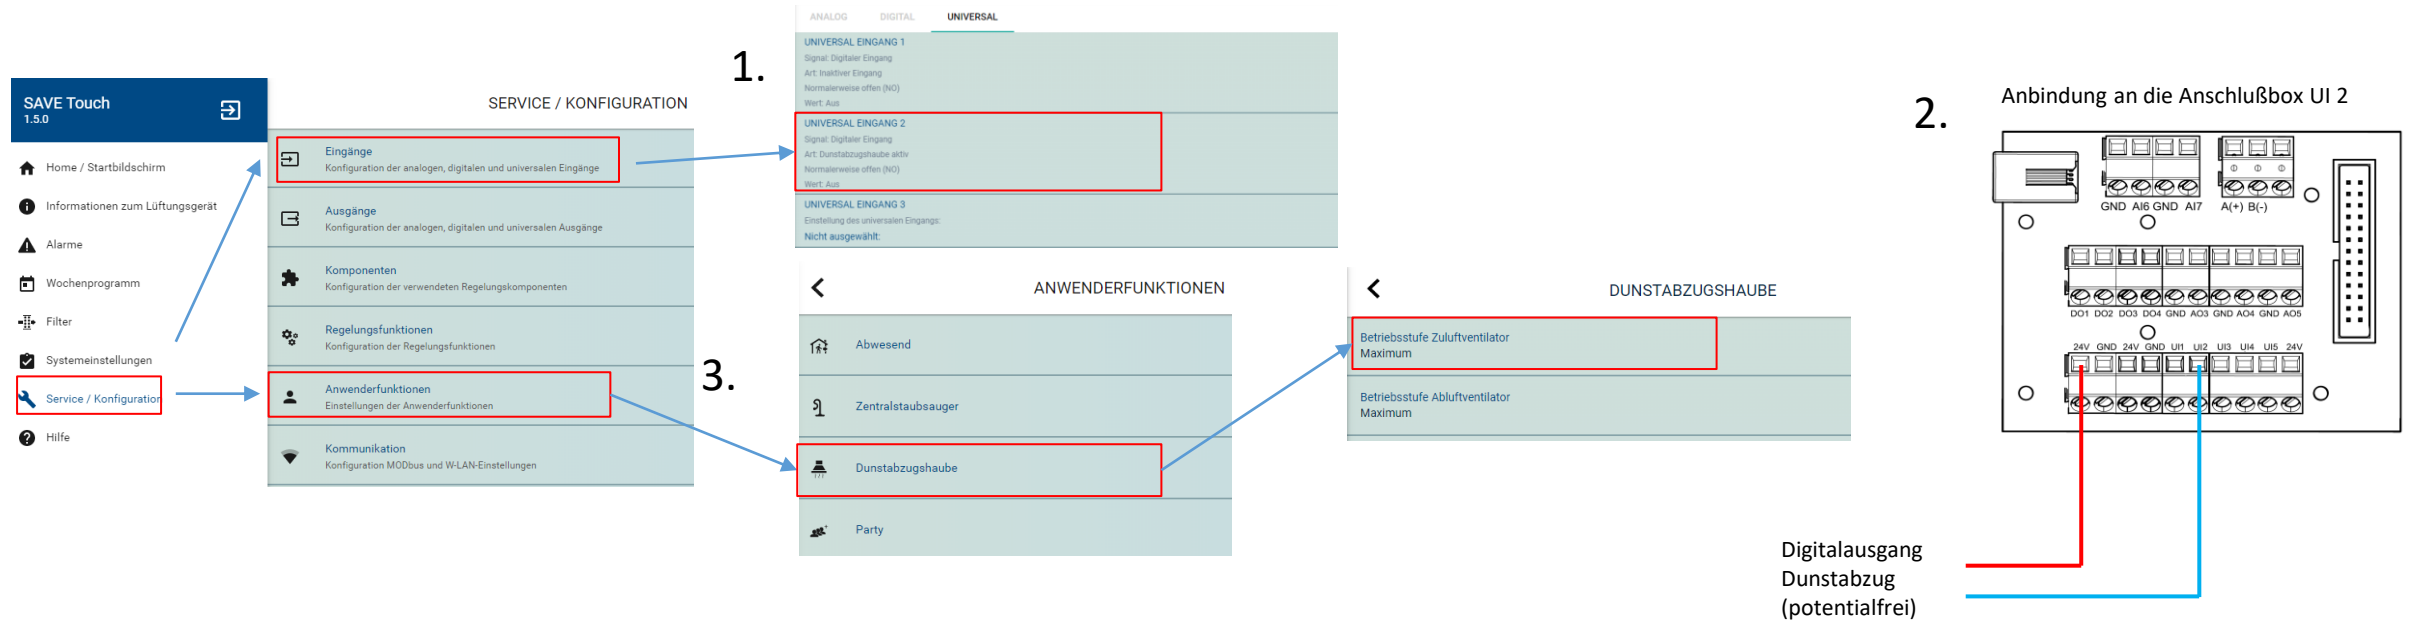 SAVE Touch
1.5.0
Home / Startbildschirm
Informationen zum Lüftungsgerät
Alarme
Wochenprogramm
Filter
Systemeinstellungen
Service / Konfiguration
Hilfe
SERVICE / KONFIGURATION
Eingänge
Konfiguration der analogen, digitalen und universalen Eingänge
Ausgänge
Konfiguration der analogen, digitalen und universalen Ausgänge
Komponenten
Konfiguration der verwendeten Regelungskomponenten
Regelungsfunktionen
Konfiguration der Regelungsfunktionen
Anwenderfunktionen
Einstellungen der Anwenderfunktionen
Kommunikation
Konfiguration MODbus und W-LAN-Einstellungen
1.
ANALOG DIGITAL UNIVERSAL
UNIVERSAL EINGANG 1
Signal: Digitaler Eingang
Art: Inaktiver Eingang
Normalerweise offen (NO)
Wert: Aus
UNIVERSAL EINGANG 2
Signal: Digitaler Eingang
Art: Dunstabzugshaube aktiv
Normalerweise offen (NO)
Wert: Aus
UNIVERSAL EINGANG 3
Einstellung des universalen Eingangs:
Nicht ausgewählt:
3.
ANWENDERFUNKTIONEN
Abwesend
Zentralstaubsauger
Dunstabzugshaube
Party
DUNSTABZUGSHAUBE
Betriebsstufe Zuluftventilator
Maximum
Betriebsstufe Abluftventilator
Maximum
2.
Anbindung an die Anschlußbox UI 2
GND AI6 GND AI7 A(+) B(-)
DO1 DO2 DO3 DO4 GND AO3 GND AO4 GND AO5
24V GND 24V GND UI1 UI2 UI3 UI4 UI5 24V
Digitalausgang
Dunstabzug
(potentialfrei)